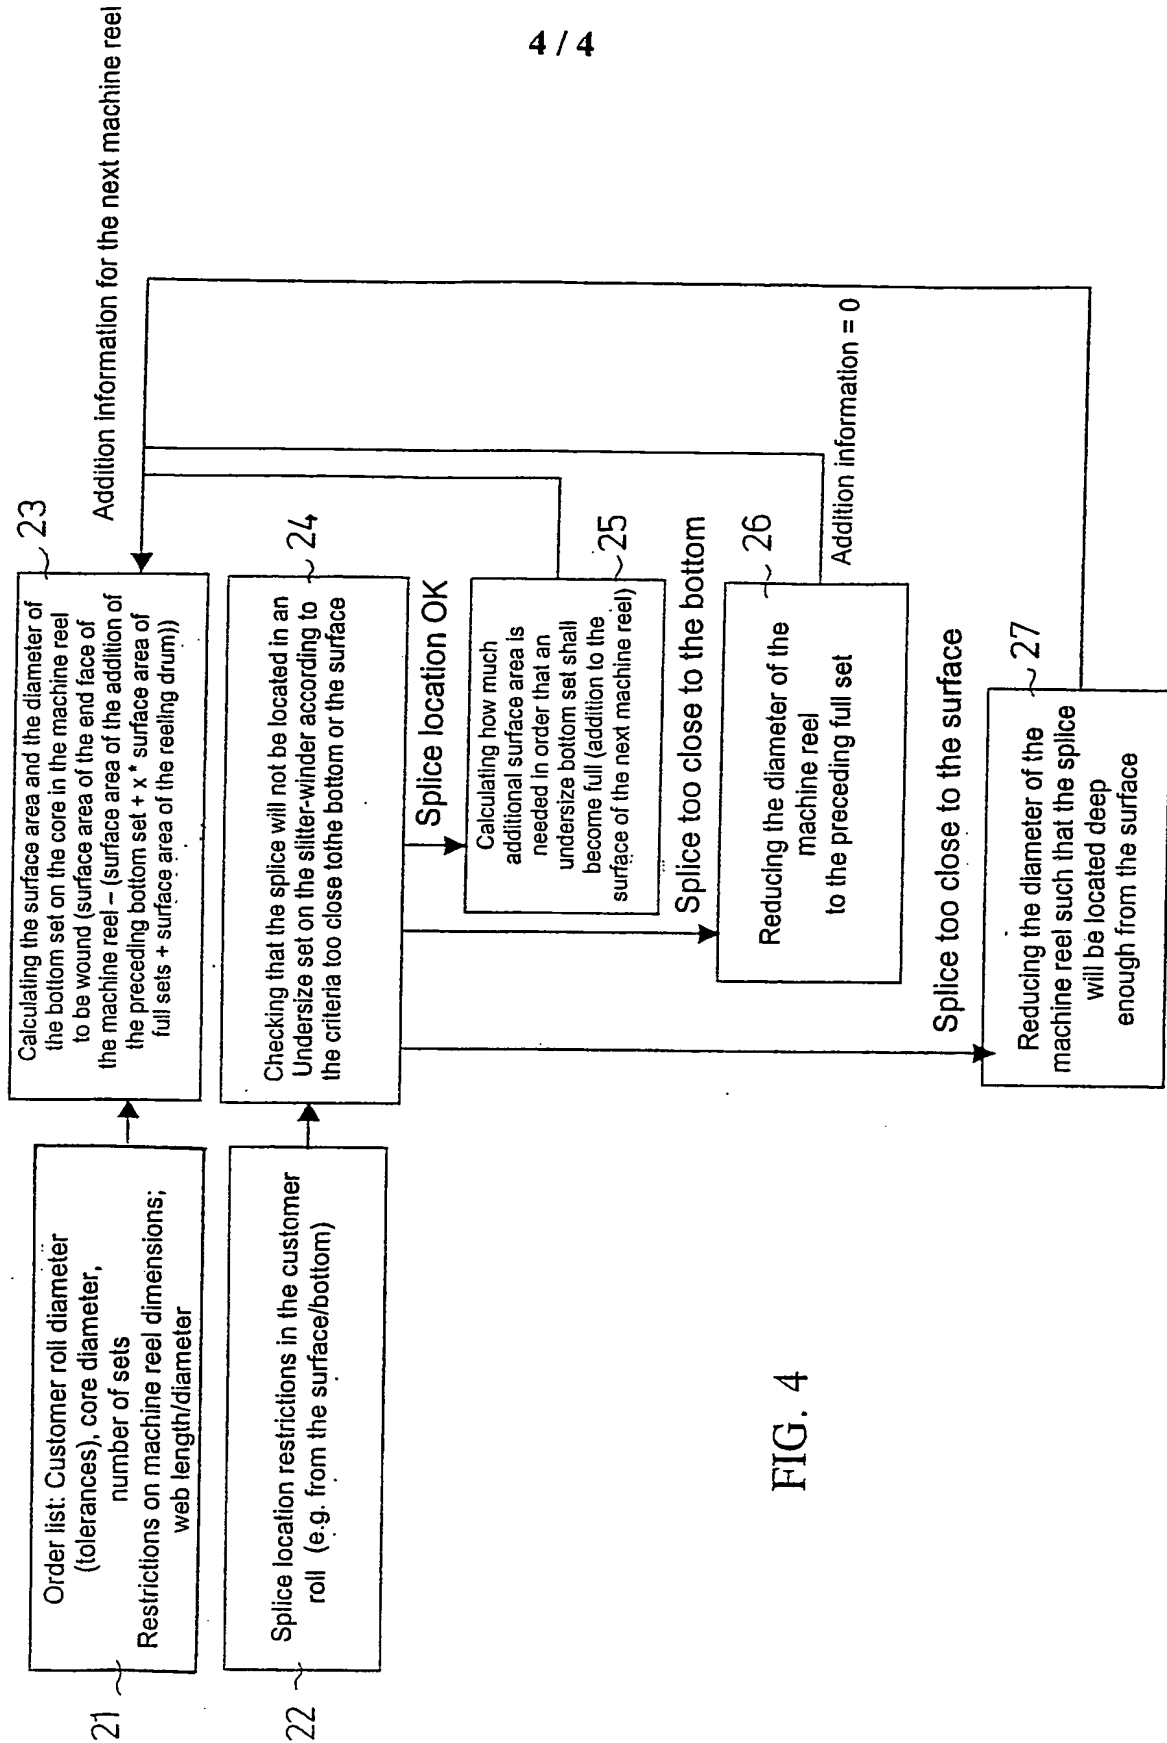 4 / 4
Order list: Customer roll diameter
(tolerances), core diameter,
number of sets
Restrictions on machine reel dimensions;
web length/diameter
21
Splice location restrictions in the customer
roll (e.g. from the surface/bottom)
22
Calculating the surface area and the diameter of
the bottom set on the core in the machine reel
to be wound (surface area of the end face of
the machine reel – (surface area of the addition of
the preceding bottom set + x * surface area of
full sets + surface area of the reeling drum))
23
Addition information for the next machine reel
Checking that the splice will not be located in an
Undersize set on the slitter-winder according to
the criteria too close tothe bottom or the surface
24
Splice location OK
Calculating how much
additional surface area is
needed in order that an
undersize bottom set shall
become full (addition to the
surface of the next machine reel)
25
Splice too close to the bottom
Reducing the diameter of the
machine reel
to the preceding full set
26
Addition information = 0
Splice too close to the surface
Reducing the diameter of the
machine reel such that the splice
will be located deep
enough from the surface
27
FIG. 4